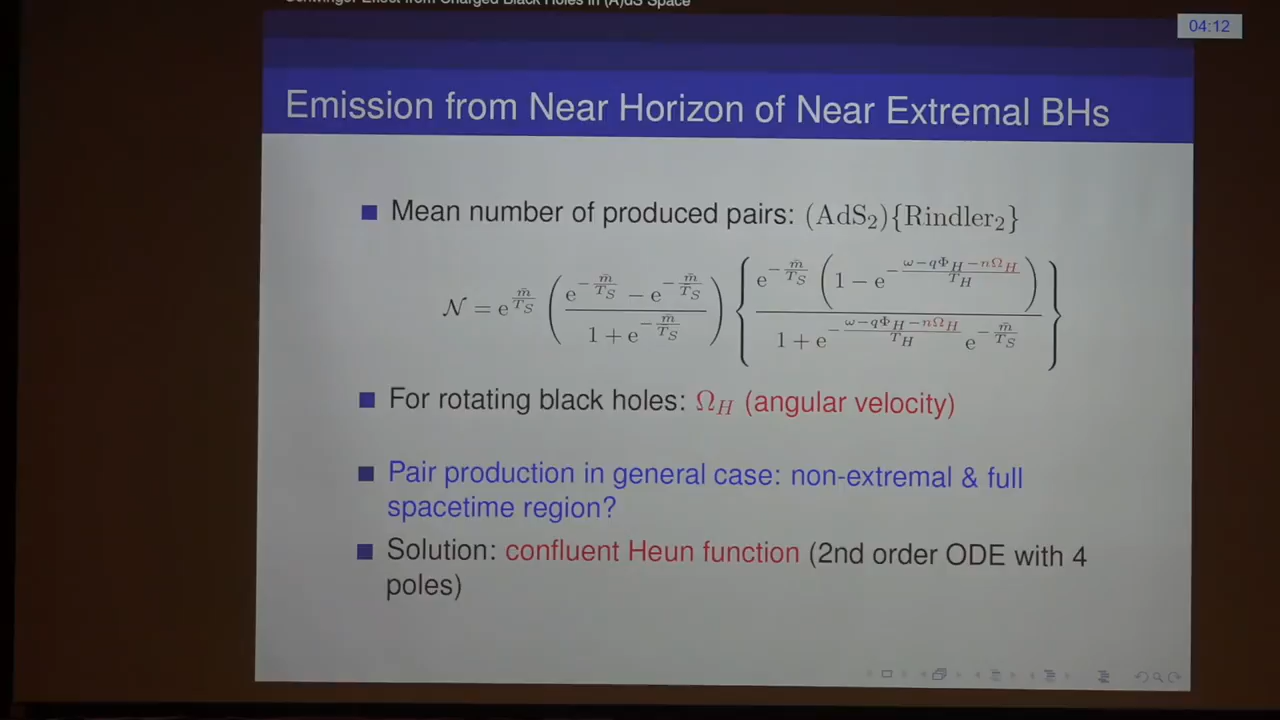 Schwinger Effect from Charged Black Holes in (A)dS Space
04:12
Emission from Near Horizon of Near Extremal BHs
Mean number of produced pairs: (AdS₂){Rindler₂}
𝒩 = e^{m̄/T_S} ( (e^{-m̄/T_S} − e^{-m̄/T̄_S}) / (1 + e^{-m̄/T̄_S}) ) { (e^{-m̄/T_S} (1 − e^{-(ω−qΦ_H−nΩ_H)/T_H})) / (1 + e^{-(ω−qΦ_H−nΩ_H)/T_H} e^{-m̄/T_S}) }
For rotating black holes: Ω_H (angular velocity)
Pair production in general case: non-extremal & full
spacetime region?
Solution: confluent Heun function (2nd order ODE with 4
poles)